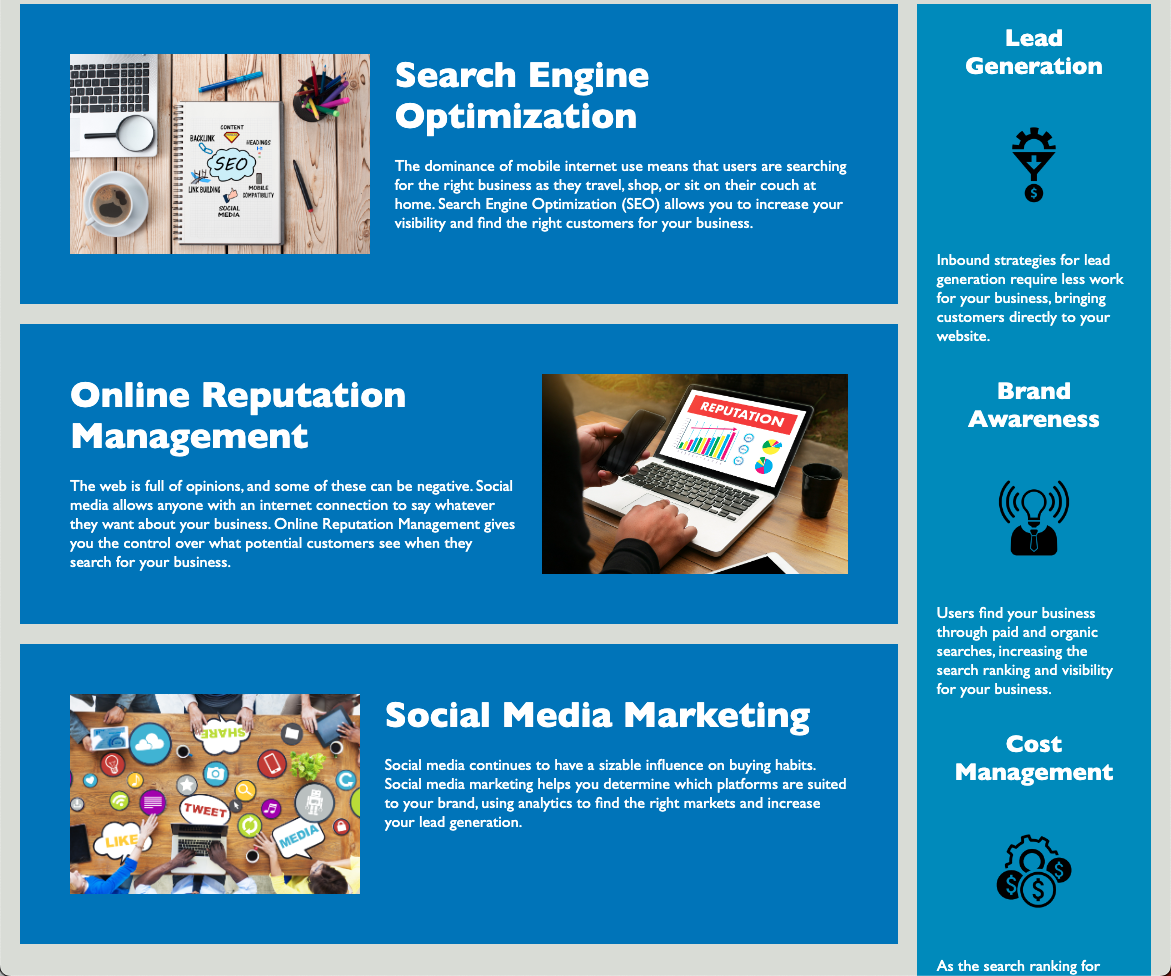 Search Engine
Optimization
The dominance of mobile internet use means that users are searching
for the right business as they travel, shop, or sit on their couch at
home. Search Engine Optimization (SEO) allows you to increase your
visibility and find the right customers for your business.
CONTENT
BACKLINK
HEADINGS
SEO
LINK BUILDING
MOBILE
COMPATIBILITY
SOCIAL
MEDIA
Online Reputation
Management
The web is full of opinions, and some of these can be negative. Social
media allows anyone with an internet connection to say whatever
they want about your business. Online Reputation Management gives
you the control over what potential customers see when they
search for your business.
REPUTATION
Social Media Marketing
Social media continues to have a sizable influence on buying habits.
Social media marketing helps you determine which platforms are suited
to your brand, using analytics to find the right markets and increase
your lead generation.
SHARE
TWEET
LIKE
MEDIA
Lead
Generation
$
Inbound strategies for lead
generation require less work
for your business, bringing
customers directly to your
website.
Brand
Awareness
Users find your business
through paid and organic
searches, increasing the
search ranking and visibility
for your business.
Cost
Management
$ $ $
As the search ranking for